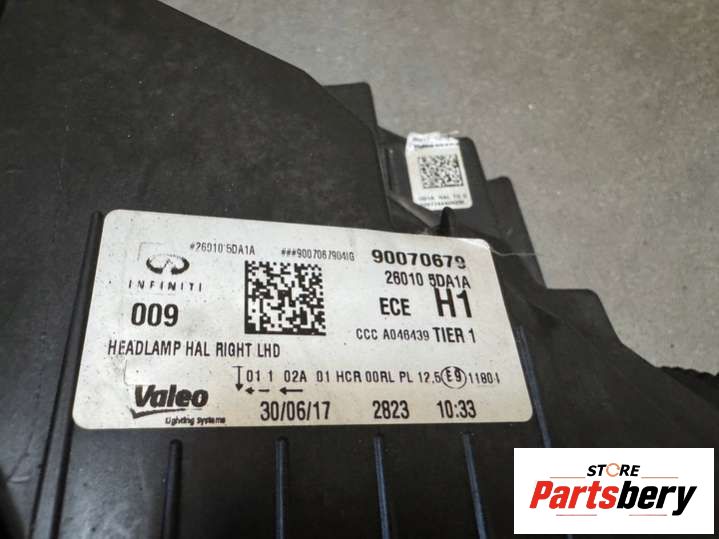 #26010 5DA1A ###90070679041G 90070679
26010 5DA1A
INFINITI
009
ECE H1
CCC A046439 TIER 1
HEADLAMP HAL RIGHT LHD
01 1 02A 01 HCR 00RL PL 12.5 E9 1180
Valeo
Lighting Systems
30/06/17 2823 10:33
STORE
Partsbery